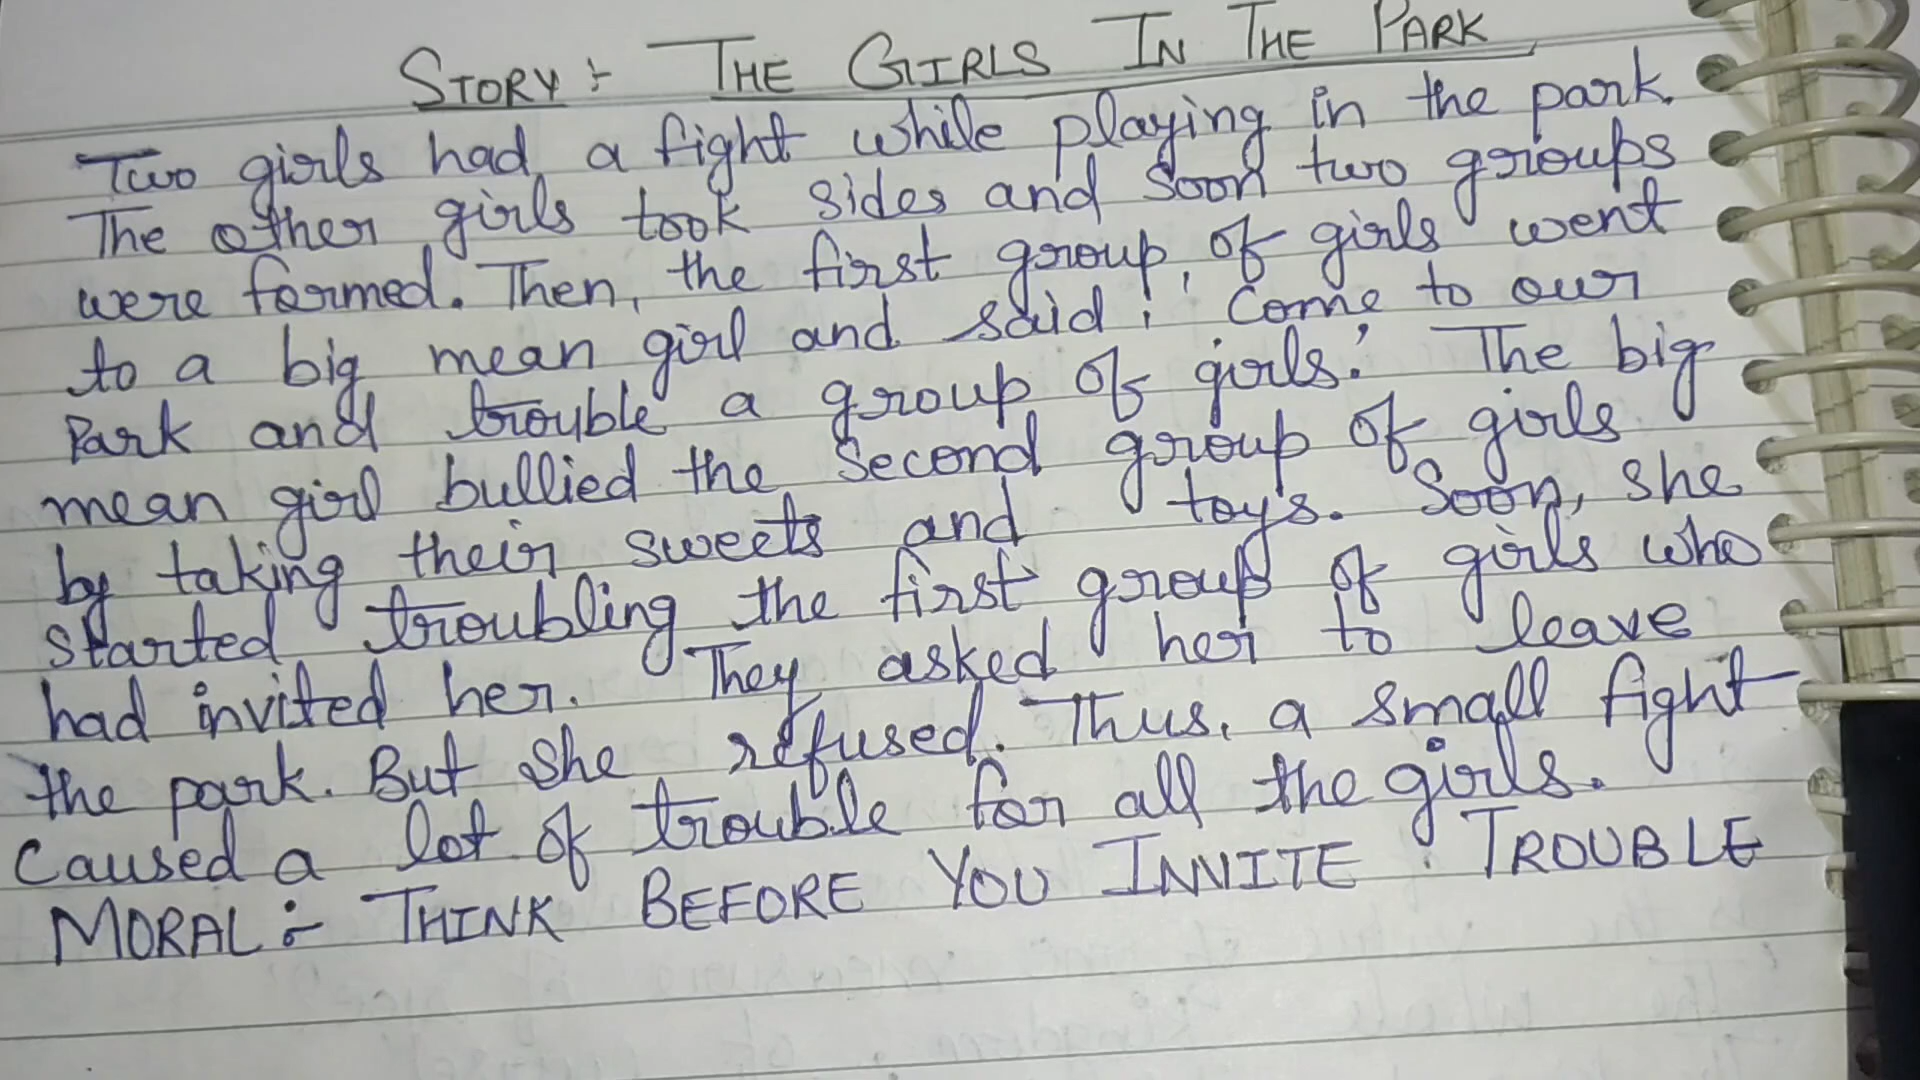 STORY :- THE GIRLS IN THE PARK
Two girls had a fight while playing in the park.
The other girls took sides and soon two groups
were formed. Then, the first group of girls went
to a big mean girl and said: 'Come to our
Park and trouble a group of girls.' The big
mean girl bullied the second group of girls
by taking their sweets and toys. Soon, she
started troubling the first group of girls who
had invited her. They asked her to leave
the park. But she refused. Thus, a small fight
caused a lot of trouble for all the girls.
MORAL :- THINK BEFORE YOU INVITE TROUBLE